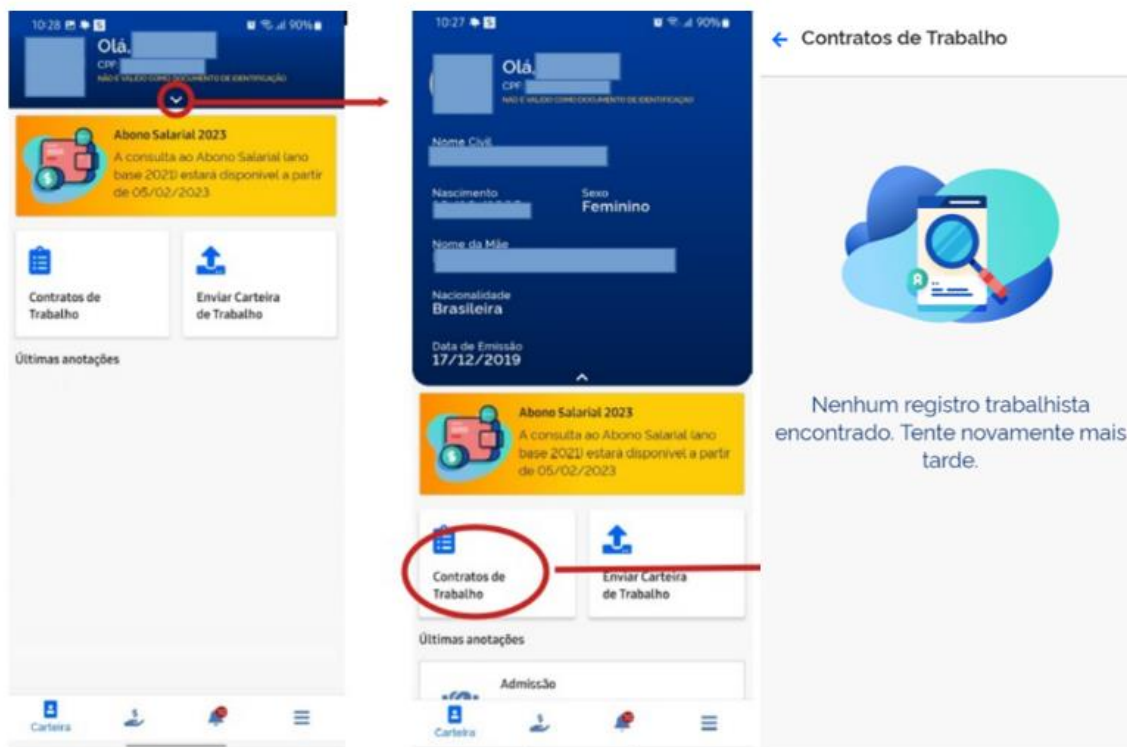 10:28
90%
Olá,
CPF:
NÃO É VÁLIDO COMO DOCUMENTO DE IDENTIFICAÇÃO
Abono Salarial 2023
A consulta ao Abono Salarial (ano
base 2021) estará disponível a partir
de 05/02/2023
Contratos de
Trabalho
Enviar Carteira
de Trabalho
Últimas anotações
Carteira
10:27
90%
Olá,
CPF:
NÃO É VÁLIDO COMO DOCUMENTO DE IDENTIFICAÇÃO
Nome Civil
Nascimento
Sexo
Feminino
Nome da Mãe
Nacionalidade
Brasileira
Data de Emissão
17/12/2019
Abono Salarial 2023
A consulta ao Abono Salarial (ano
base 2021) estará disponível a partir
de 05/02/2023
Contratos de
Trabalho
Enviar Carteira
de Trabalho
Últimas anotações
Admissão
Carteira
Contratos de Trabalho
Nenhum registro trabalhista
encontrado. Tente novamente mais
tarde.